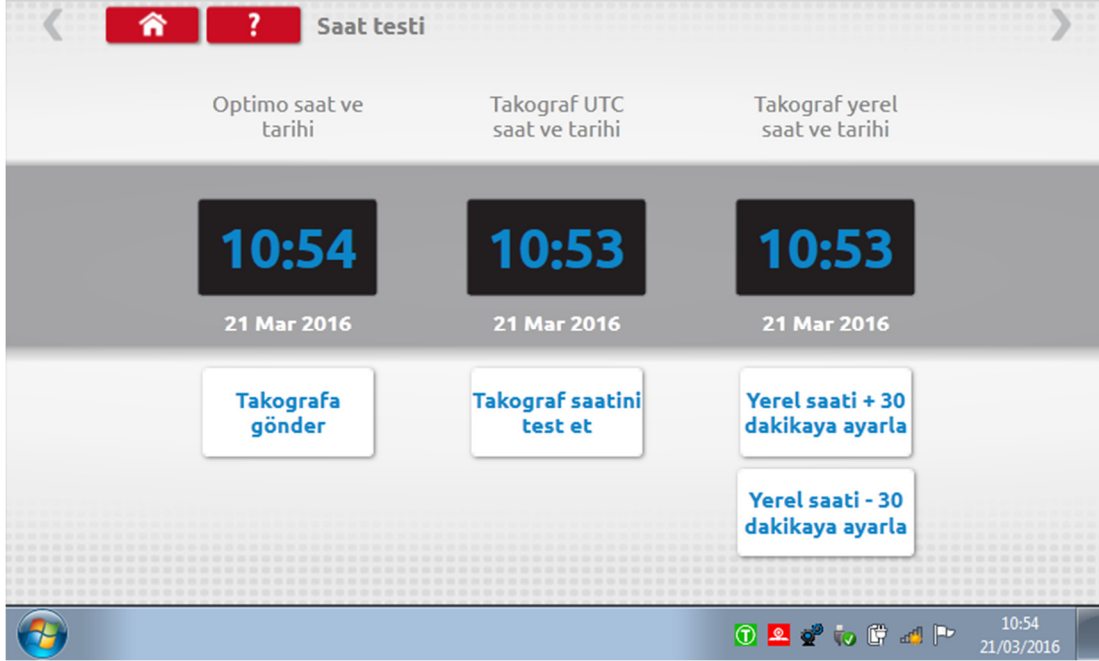 ? Saat testi
Optimo saat ve
tarihi
Takograf UTC
saat ve tarihi
Takograf yerel
saat ve tarihi
10:54
10:53
10:53
21 Mar 2016
21 Mar 2016
21 Mar 2016
Takografa
gönder
Takograf saatini
test et
Yerel saati + 30
dakikaya ayarla
Yerel saati - 30
dakikaya ayarla
T
10:54
21/03/2016